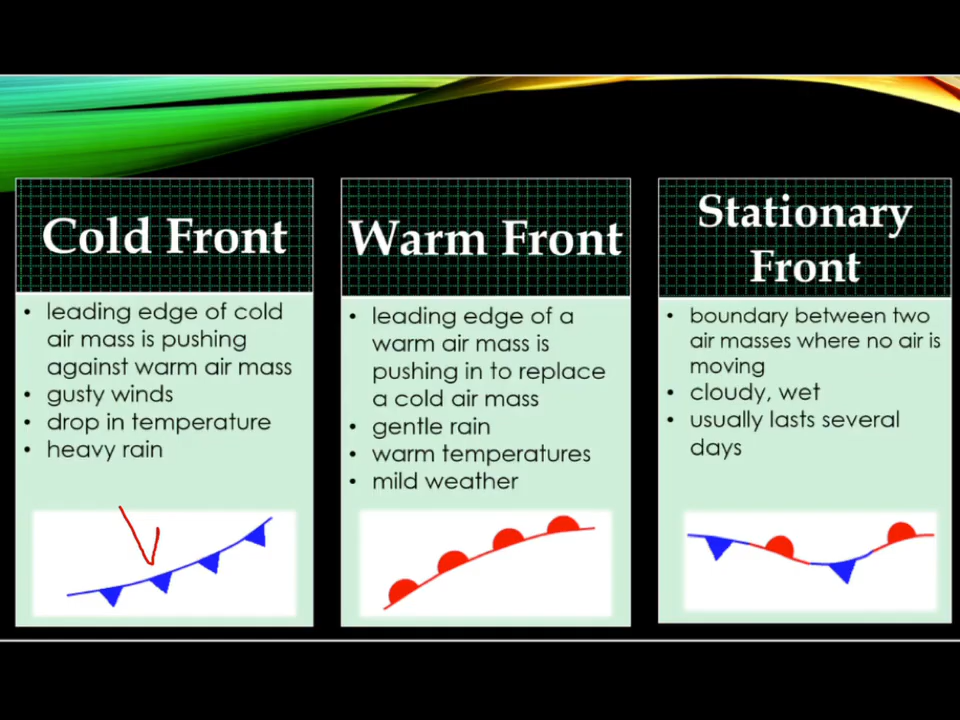 Cold Front
• leading edge of cold
air mass is pushing
against warm air mass
• gusty winds
• drop in temperature
• heavy rain
Warm Front
• leading edge of a
warm air mass is
pushing in to replace
a cold air mass
• gentle rain
• warm temperatures
• mild weather
Stationary
Front
• boundary between two
air masses where no air is
moving
• cloudy, wet
• usually lasts several
days